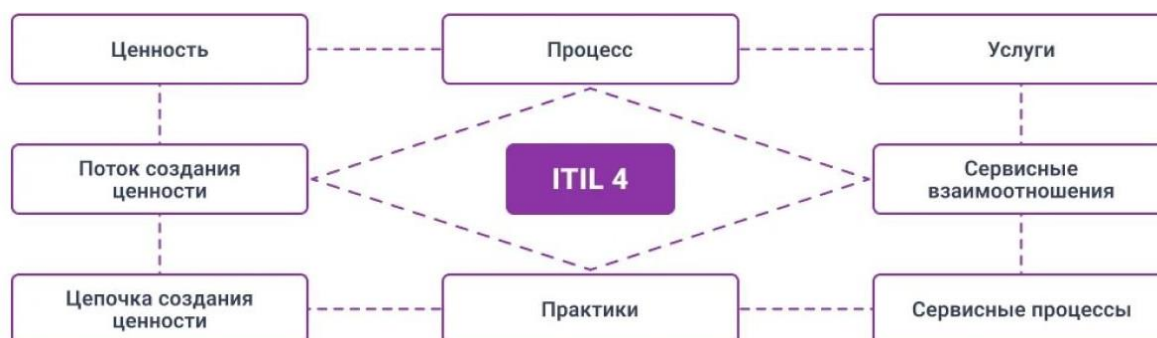 Ценность
Процесс
Услуги
Поток создания
ценности
ITIL 4
Сервисные
взаимоотношения
Цепочка создания
ценности
Практики
Сервисные процессы